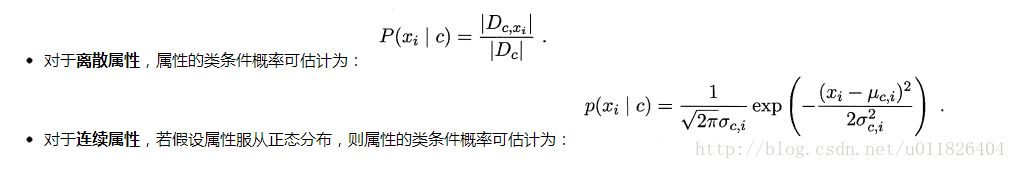 • 对于离散属性，属性的类条件概率可估计为： P(x_i | c) = |D_{c,x_i}| / |D_c| .
• 对于连续属性，若假设属性服从正态分布，则属性的类条件概率可估计为： p(x_i | c) = 1 / (√(2π)σ_{c,i}) exp(−(x_i − μ_{c,i})² / (2σ²_{c,i})) .
http://blog.csdn.net/u011826404